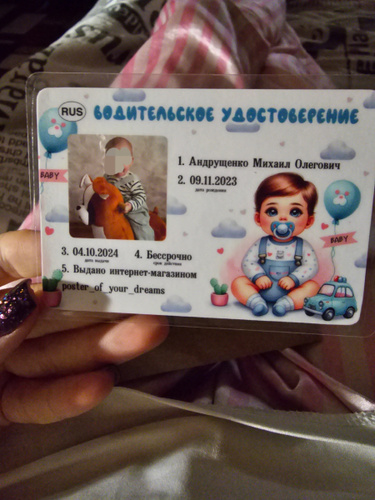 RUS ВОДИТЕЛЬСКОЕ УДОСТОВЕРЕНИЕ
1. Андрущенко Михаил Олегович
2. 09.11.2023
дата рождения
BABY
BABY
3. 04.10.2024 4. Бессрочно
дата выдачи срок действия
5. Выдано интернет-магазином
poster_of_your_dreams